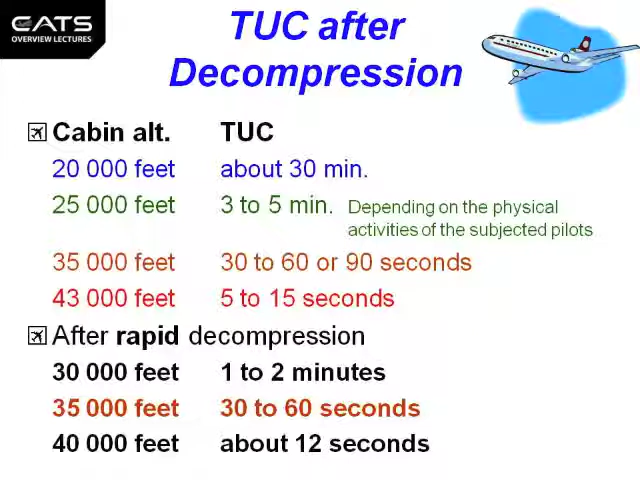 CATS
OVERVIEW LECTURES
TUC after
Decompression
Cabin alt. TUC
20 000 feet about 30 min.
25 000 feet 3 to 5 min. Depending on the physical
activities of the subjected pilots
35 000 feet 30 to 60 or 90 seconds
43 000 feet 5 to 15 seconds
After rapid decompression
30 000 feet 1 to 2 minutes
35 000 feet 30 to 60 seconds
40 000 feet about 12 seconds